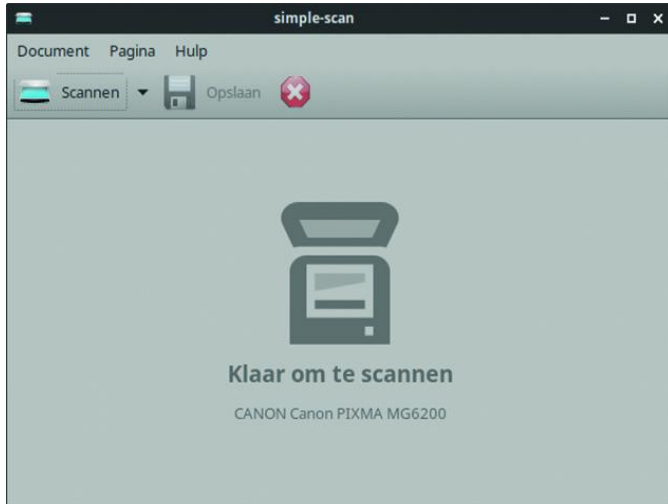 simple-scan
Document Pagina Hulp
Scannen Opslaan
Klaar om te scannen
CANON Canon PIXMA MG6200